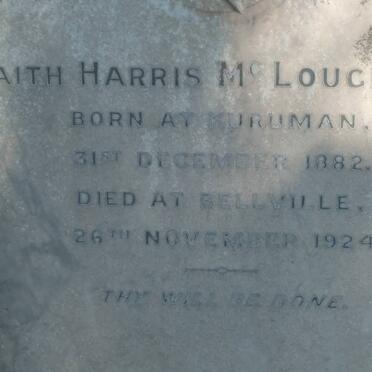 AITH HARRIS Mᶜ LOUC
BORN AT KURUMAN,
31ST DECEMBER 1882.
DIED AT BELLVILLE,
26TH NOVEMBER 1924
THY WILL BE DONE.